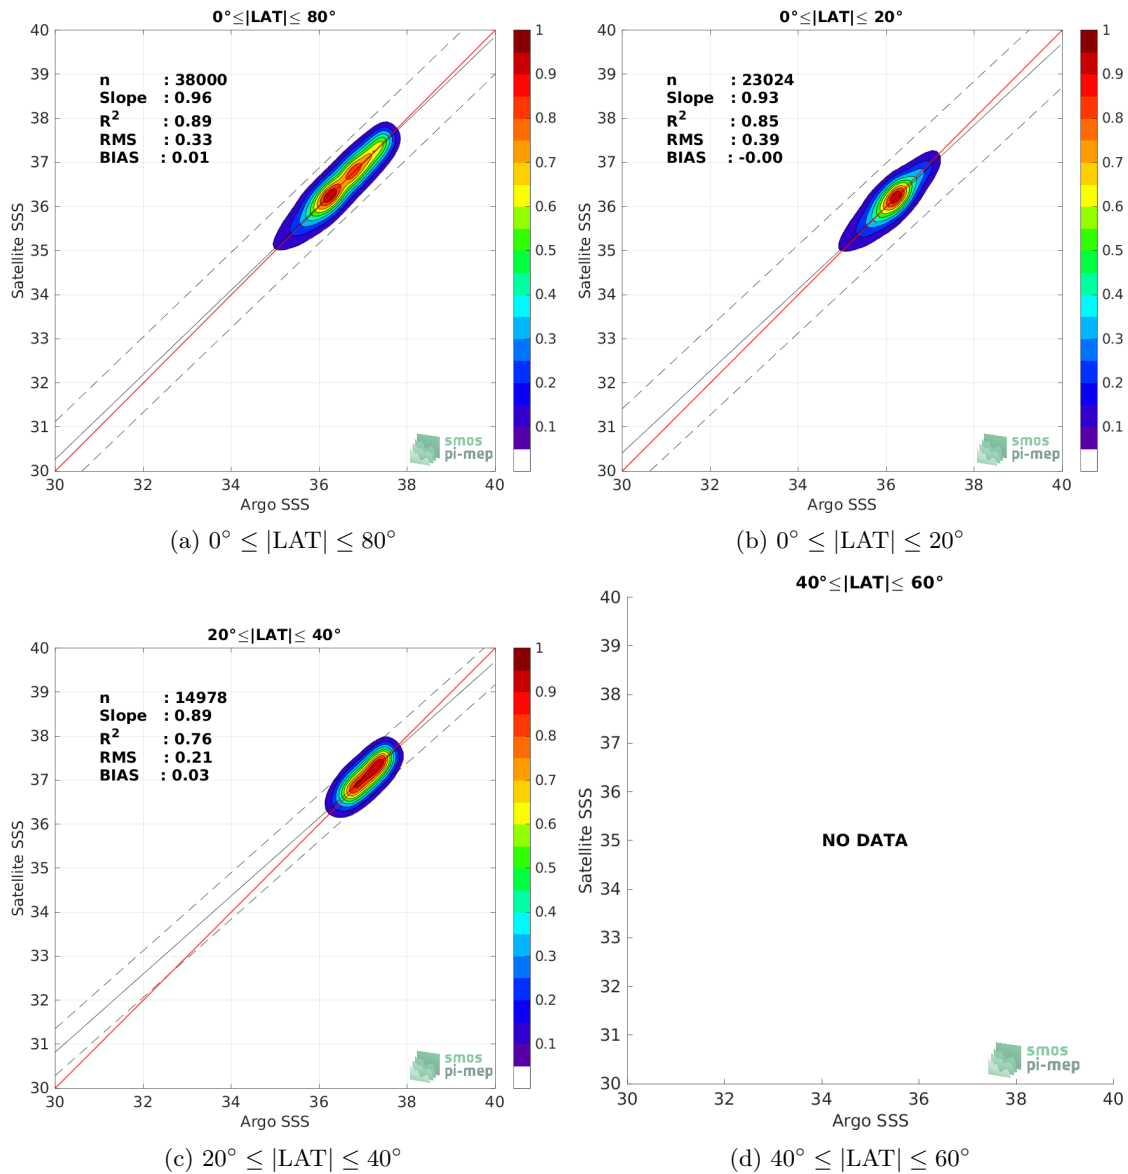 0°≤|LAT|≤ 80°
40
39
38
37
36
35
34
33
32
31
30
Satellite SSS
n : 38000
Slope : 0.96
R² : 0.89
RMS : 0.33
BIAS : 0.01
1
0.9
0.8
0.7
0.6
0.5
0.4
0.3
0.2
0.1
smos
pi-mep
30 32 34 36 38 40
Argo SSS
(a) 0° ≤ |LAT| ≤ 80°
0°≤|LAT|≤ 20°
40
39
38
37
36
35
34
33
32
31
30
Satellite SSS
n : 23024
Slope : 0.93
R² : 0.85
RMS : 0.39
BIAS : -0.00
1
0.9
0.8
0.7
0.6
0.5
0.4
0.3
0.2
0.1
smos
pi-mep
30 32 34 36 38 40
Argo SSS
(b) 0° ≤ |LAT| ≤ 20°
20°≤|LAT|≤ 40°
40
39
38
37
36
35
34
33
32
31
30
Satellite SSS
n : 14978
Slope : 0.89
R² : 0.76
RMS : 0.21
BIAS : 0.03
1
0.9
0.8
0.7
0.6
0.5
0.4
0.3
0.2
0.1
smos
pi-mep
30 32 34 36 38 40
Argo SSS
(c) 20° ≤ |LAT| ≤ 40°
40°≤|LAT|≤ 60°
40
39
38
37
36
35
34
33
32
31
30
Satellite SSS
NO DATA
smos
pi-mep
30 32 34 36 38 40
Argo SSS
(d) 40° ≤ |LAT| ≤ 60°